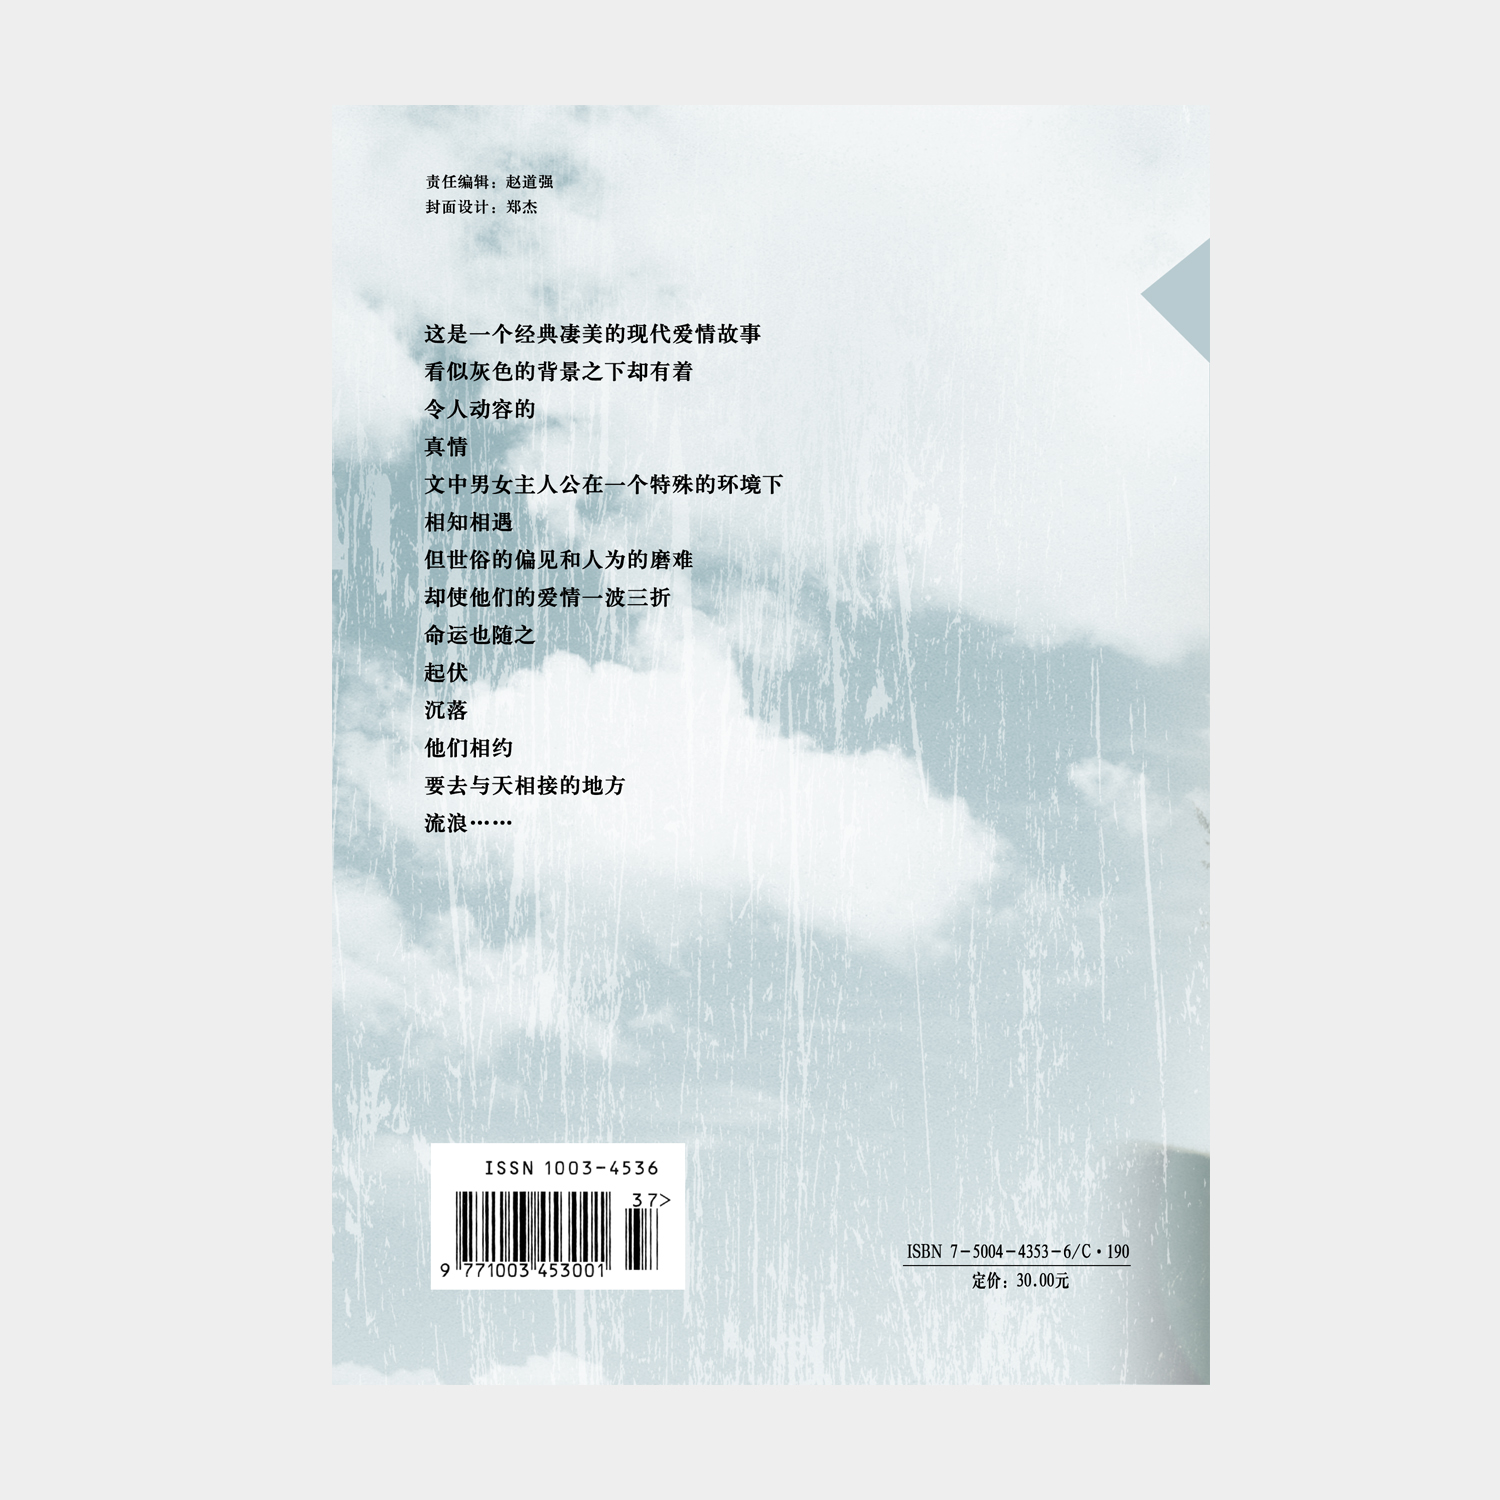 责任编辑：赵道强
封面设计：郑杰
这是一个经典凄美的现代爱情故事
看似灰色的背景之下却有着
令人动容的
真情
文中男女主人公在一个特殊的环境下
相知相遇
但世俗的偏见和人为的磨难
却使他们的爱情一波三折
命运也随之
起伏
沉落
他们相约
要去与天相接的地方
流浪……
ISSN 1003-4536
37>
9 771003 453001
ISBN 7-5004-4353-6/C·190
定价：30.00元